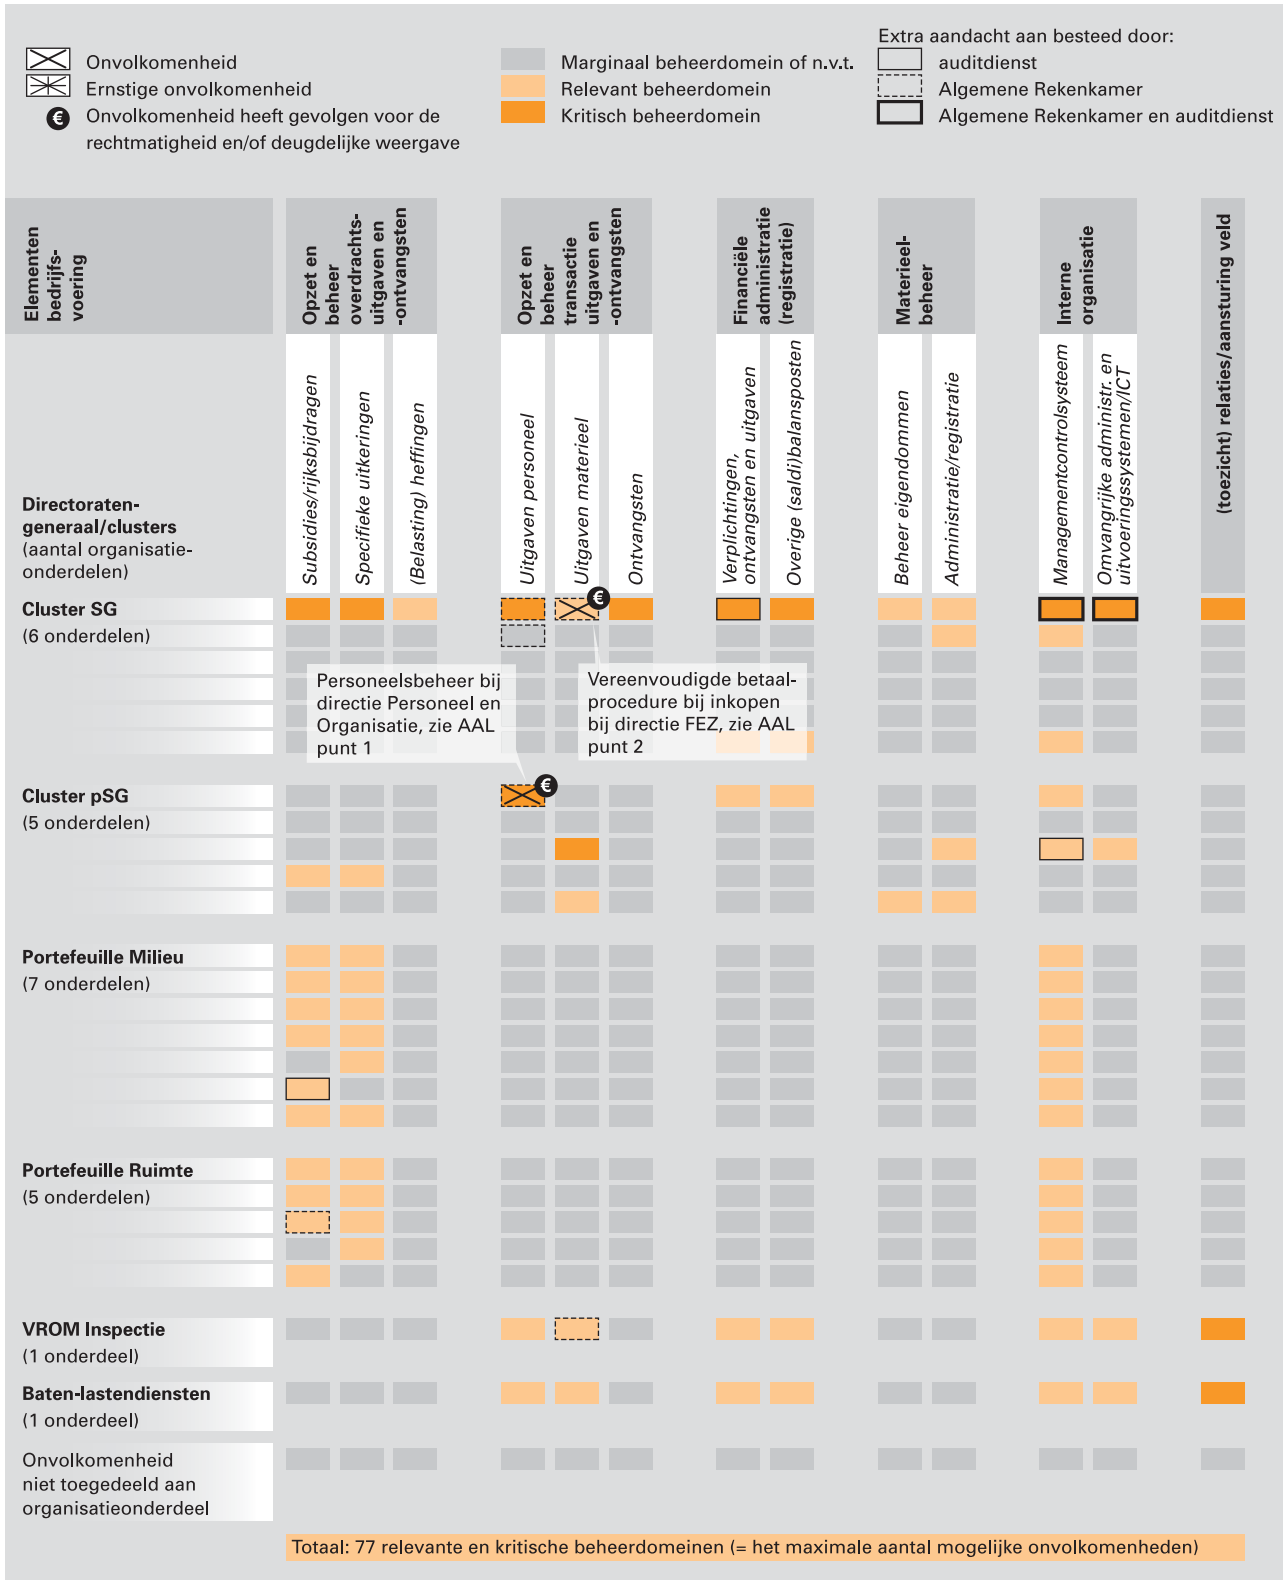 Onvolkomenheid
Ernstige onvolkomenheid
€ Onvolkomenheid heeft gevolgen voor de
rechtmatigheid en/of deugdelijke weergave
Marginaal beheerdomein of n.v.t.
Relevant beheerdomein
Kritisch beheerdomein
Extra aandacht aan besteed door:
auditdienst
Algemene Rekenkamer
Algemene Rekenkamer en auditdienst
Elementen
bedrijfs-
voering
Opzet en
beheer
overdrachts-
uitgaven en
-ontvangsten
Opzet en
beheer
transactie
uitgaven en
-ontvangsten
Financiële
administratie
(registratie)
Materieel-
beheer
Interne
organisatie
(toezicht) relaties/aansturing veld
Directoraten-
generaal/clusters
(aantal organisatie-
onderdelen)
Subsidies/rijksbijdragen
Specifieke uitkeringen
(Belasting) heffingen
Uitgaven personeel
Uitgaven materieel
Ontvangsten
Verplichtingen,
ontvangsten en uitgaven
Overige (saldi)balansposten
Beheer eigendommen
Administratie/registratie
Managementcontrolsysteem
Omvangrijke administr. en
uitvoeringssystemen/ICT
Cluster SG
(6 onderdelen)
€
Personeelsbeheer bij
directie Personeel en
Organisatie, zie AAL
punt 1
Vereenvoudigde betaal-
procedure bij inkopen
bij directie FEZ, zie AAL
punt 2
Cluster pSG
(5 onderdelen)
€
Portefeuille Milieu
(7 onderdelen)
Portefeuille Ruimte
(5 onderdelen)
VROM Inspectie
(1 onderdeel)
Baten-lastendiensten
(1 onderdeel)
Onvolkomenheid
niet toegedeeld aan
organisatieonderdeel
Totaal: 77 relevante en kritische beheerdomeinen (= het maximale aantal mogelijke onvolkomenheden)